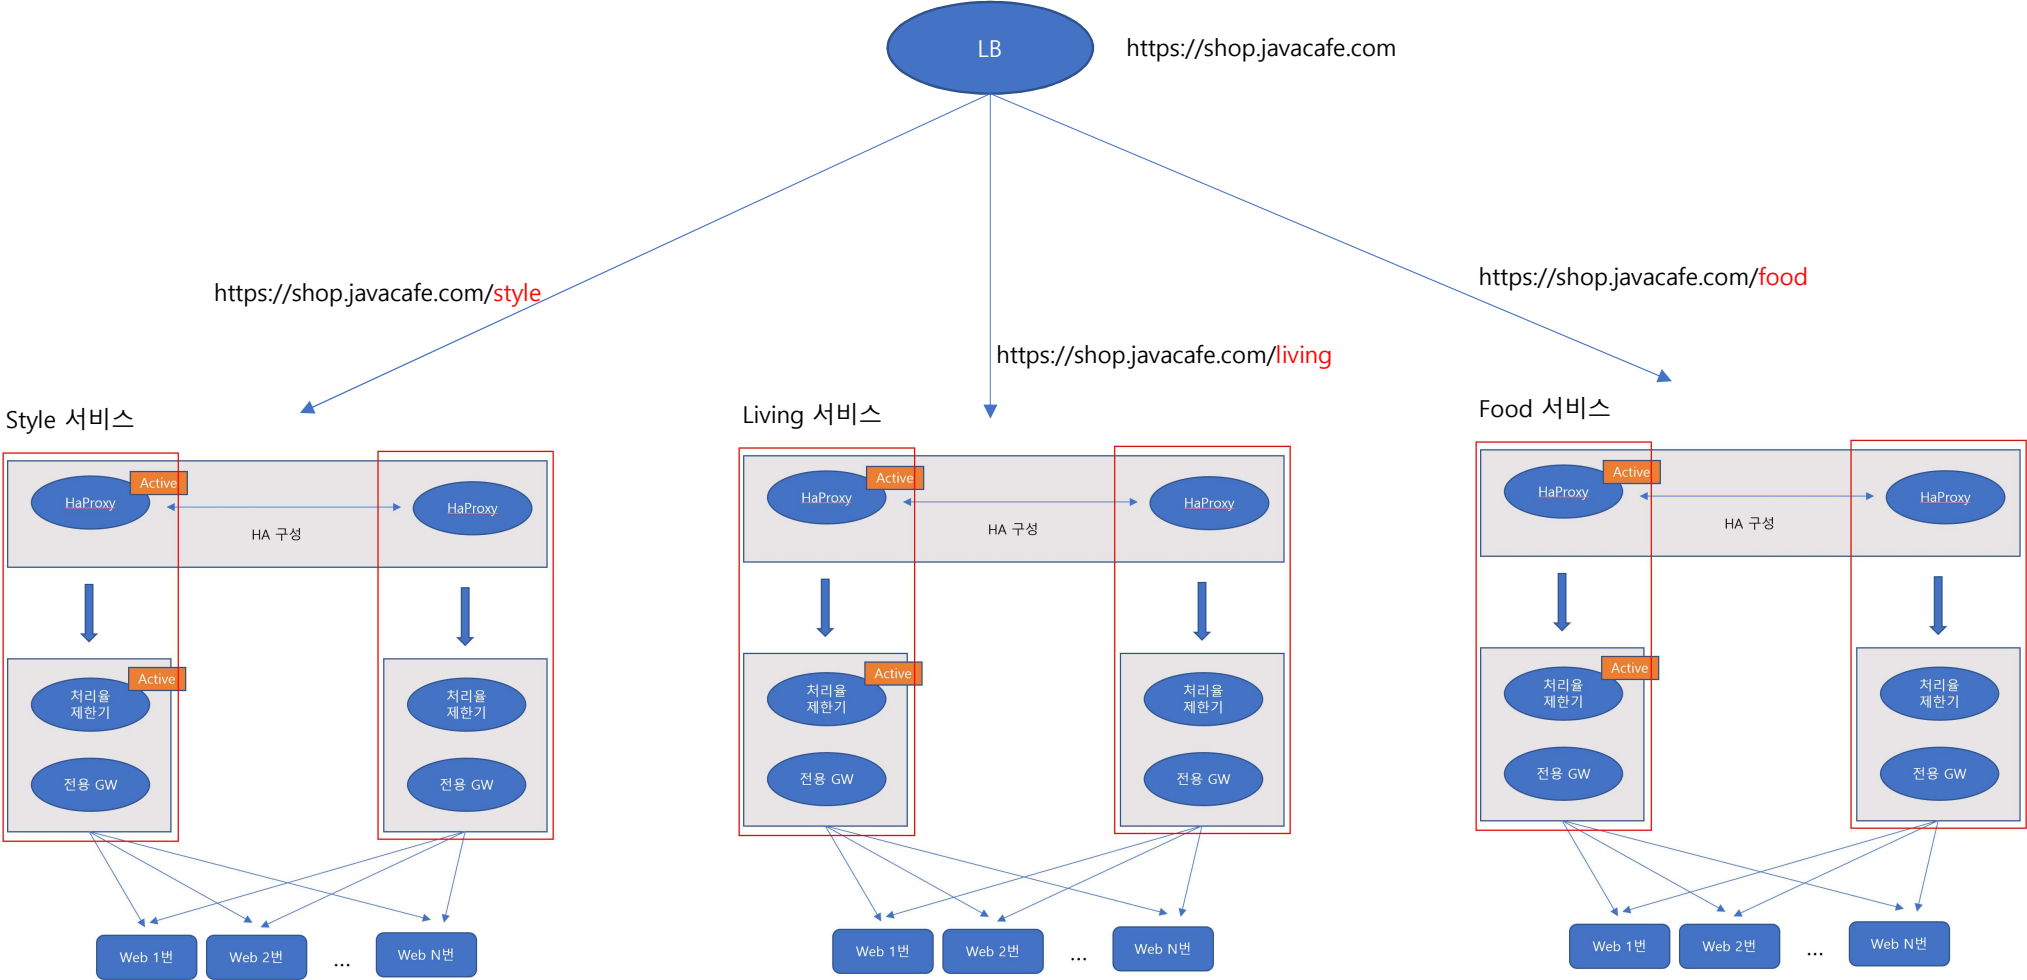 LB
https://shop.javacafe.com
https://shop.javacafe.com/style
https://shop.javacafe.com/living
https://shop.javacafe.com/food
Style 서비스
HaProxy
Active
HaProxy
HA 구성
Active
처리율
제한기
전용 GW
처리율
제한기
전용 GW
Web 1번
Web 2번
...
Web N번
Living 서비스
HaProxy
Active
HaProxy
HA 구성
Active
처리율
제한기
전용 GW
처리율
제한기
전용 GW
Web 1번
Web 2번
...
Web N번
Food 서비스
HaProxy
Active
HaProxy
HA 구성
Active
처리율
제한기
전용 GW
처리율
제한기
전용 GW
Web 1번
Web 2번
...
Web N번